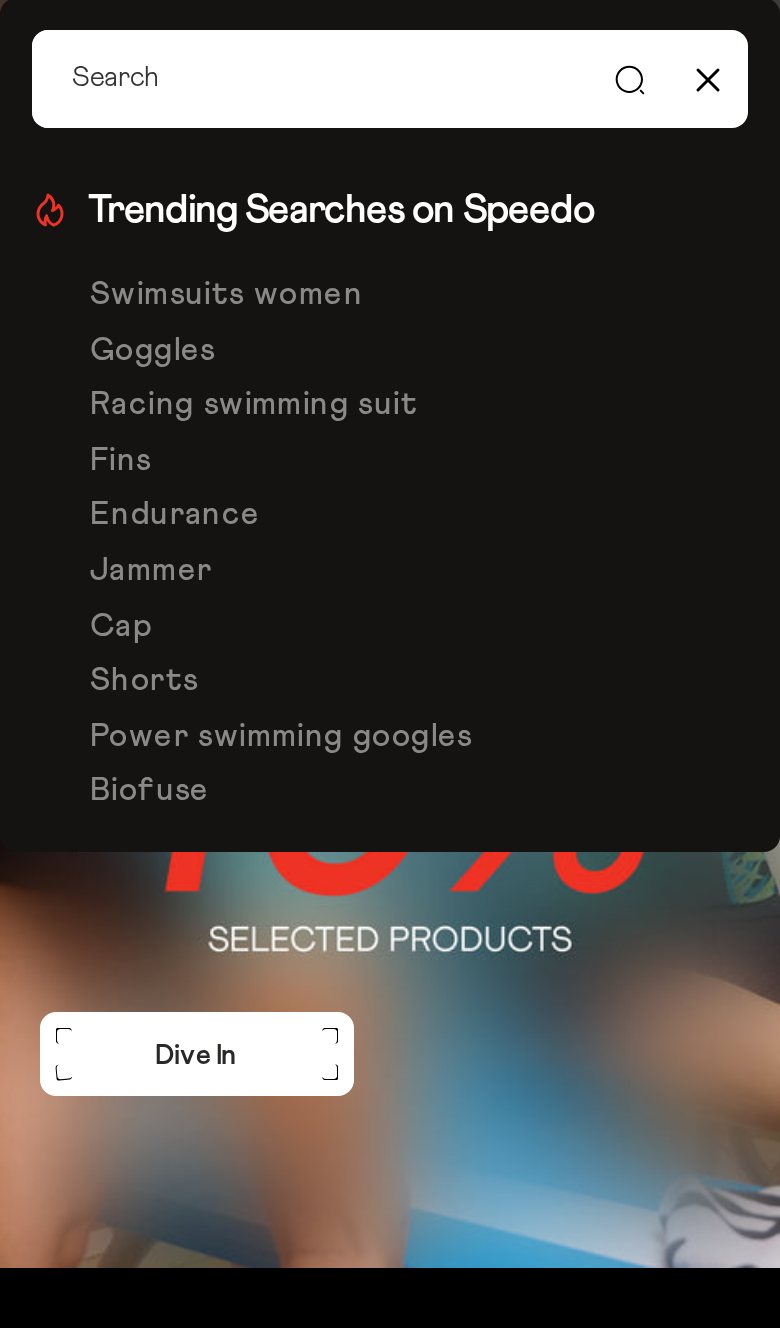 Search
Trending Searches on Speedo
Swimsuits women
Goggles
Racing swimming suit
Fins
Endurance
Jammer
Cap
Shorts
Power swimming googles
Biofuse
SELECTED PRODUCTS
Dive In